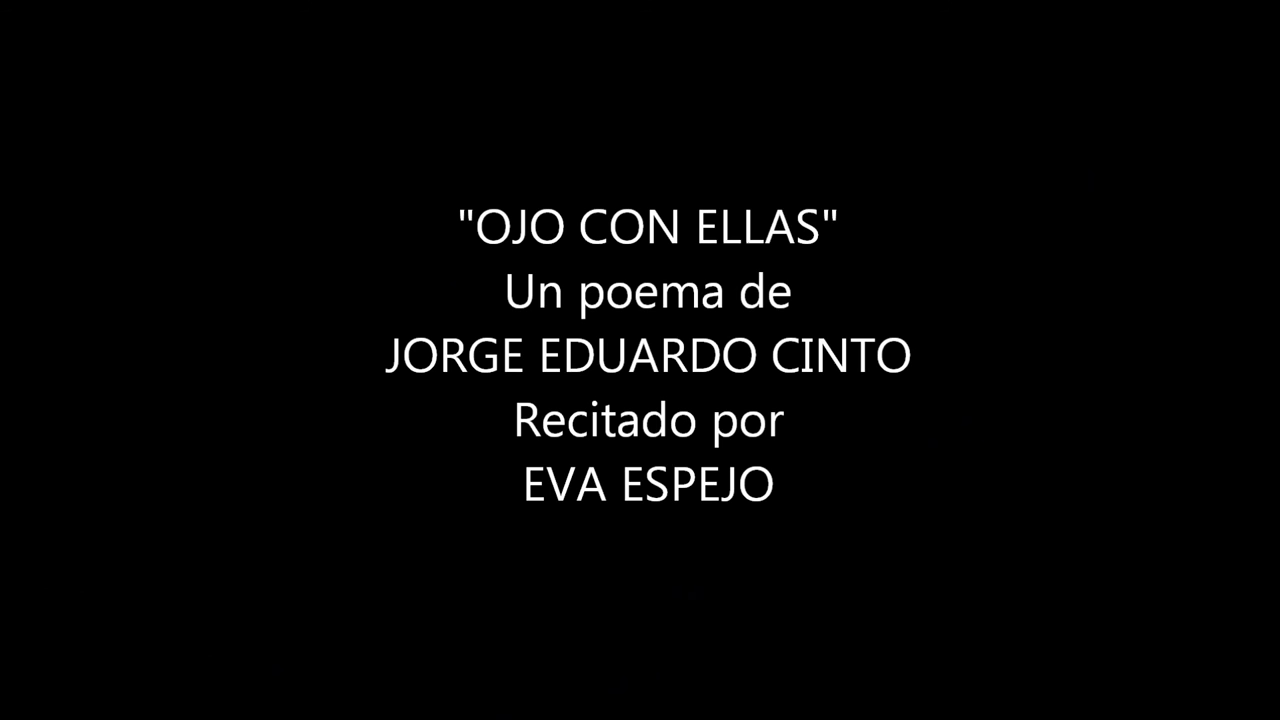 "OJO CON ELLAS"
Un poema de
JORGE EDUARDO CINTO
Recitado por
EVA ESPEJO